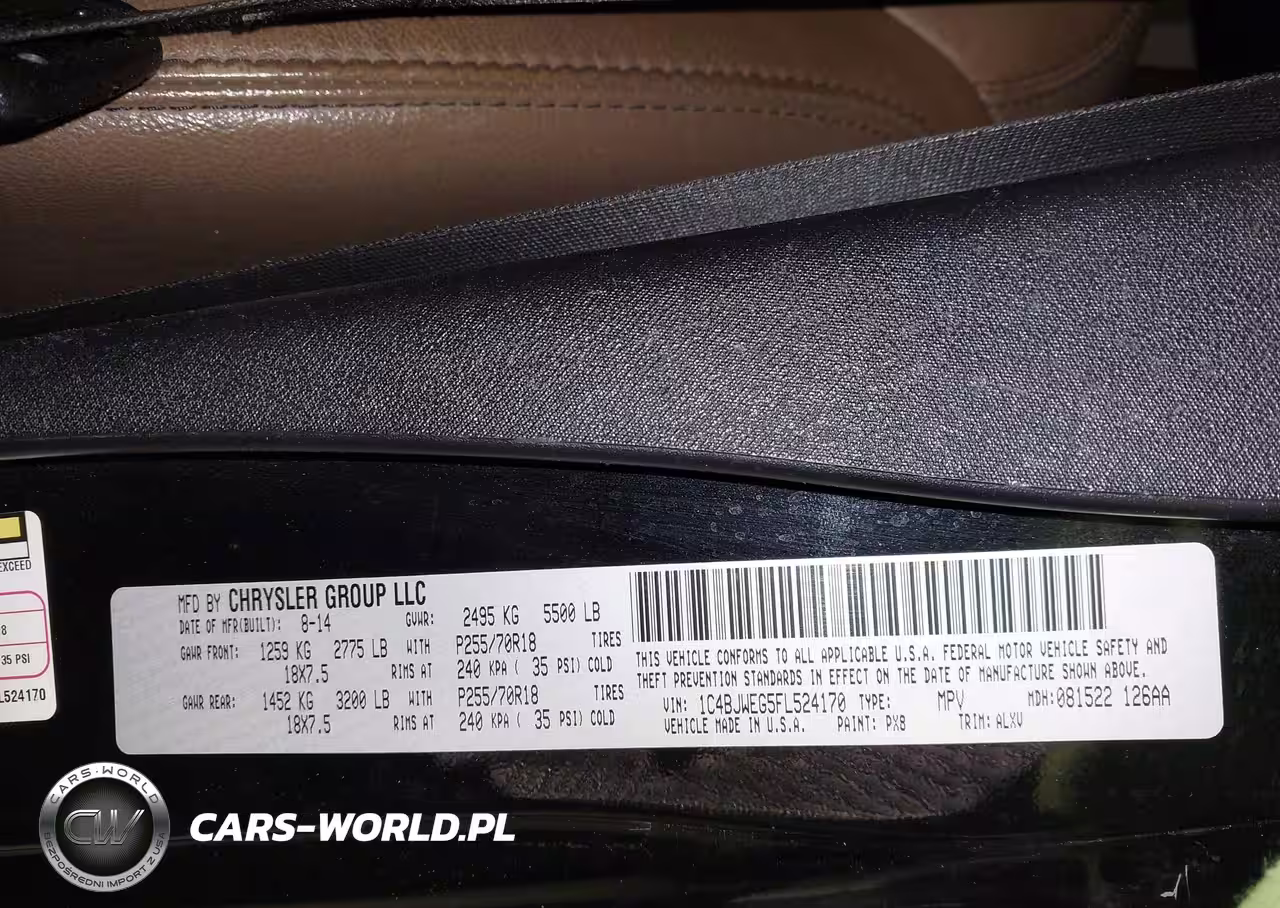 EXCEED
8
35 PSI
L524170
MFD BY CHRYSLER GROUP LLC
DATE OF MFR(BUILT): 8-14 GVWR: 2495 KG 5500 LB
GAWR FRONT: 1259 KG 2775 LB WITH P255/70R18 TIRES
18X7.5 RIMS AT 240 KPA ( 35 PSI) COLD
GAWR REAR: 1452 KG 3200 LB WITH P255/70R18 TIRES
18X7.5 RIMS AT 240 KPA ( 35 PSI) COLD
THIS VEHICLE CONFORMS TO ALL APPLICABLE U.S.A. FEDERAL MOTOR VEHICLE SAFETY AND
THEFT PREVENTION STANDARDS IN EFFECT ON THE DATE OF MANUFACTURE SHOWN ABOVE.
VIN: 1C4BJWEG5FL524170 TYPE: MPV MDH:081522 126AA
VEHICLE MADE IN U.S.A. PAINT: PX8 TRIM: ALXV
CARS-WORLD
CW
BEZPOŚREDNI IMPORT Z USA
CARS-WORLD.PL